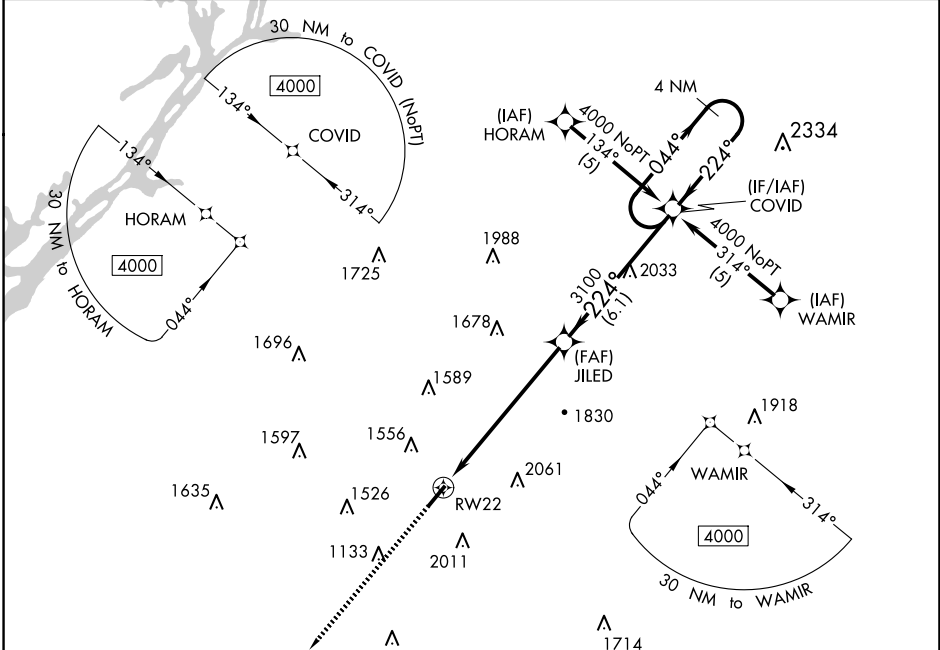 30 NM to COVID (NoPT)
4000
134°
COVID
314°
134°
HORAM
4000
044°
30 NM to HORAM
(IAF)
HORAM
4000 NoPT
134°
(5)
4 NM
044°
224°
2334
(IF/IAF)
COVID
4000 NoPT
314°
(5)
(IAF)
WAMIR
1725
1988
2033
3100
224°
(6.1)
1678
(FAF)
JILED
1696
1589
1830
1918
1597
1556
2061
1635
1526
RW22
1133
2011
WAMIR
044°
314°
4000
30 NM to WAMIR
1714